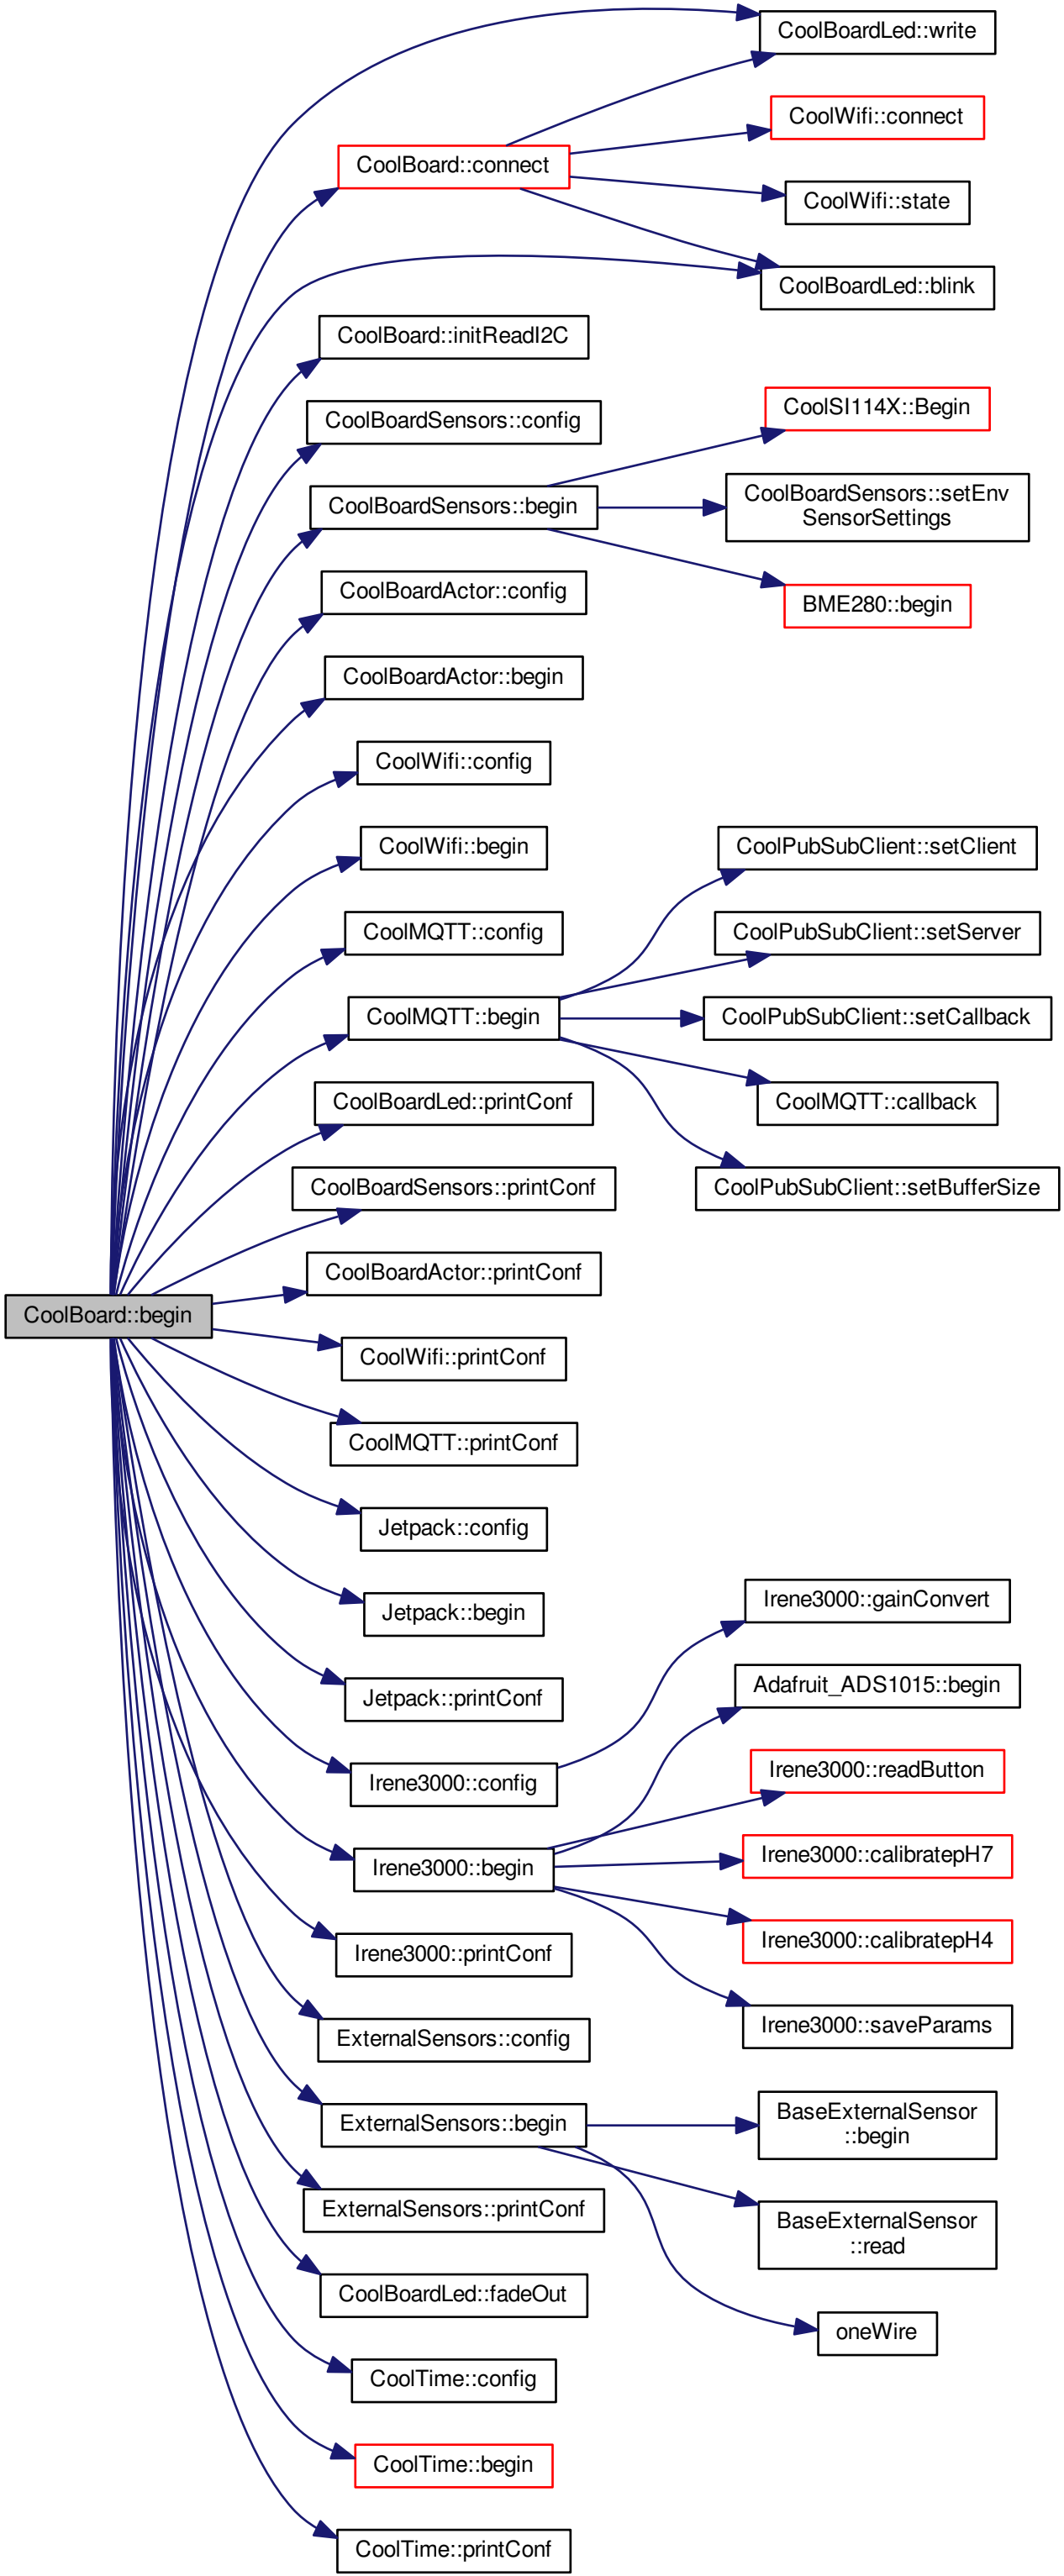 CoolBoardLed::write
CoolWifi::connect
CoolBoard::connect
CoolWifi::state
CoolBoardLed::blink
CoolBoard::initReadI2C
CoolSI114X::Begin
CoolBoardSensors::config
CoolBoardSensors::begin
CoolBoardSensors::setEnv
SensorSettings
CoolBoardActor::config
BME280::begin
CoolBoardActor::begin
CoolWifi::config
CoolWifi::begin
CoolPubSubClient::setClient
CoolMQTT::config
CoolPubSubClient::setServer
CoolMQTT::begin
CoolPubSubClient::setCallback
CoolBoardLed::printConf
CoolMQTT::callback
CoolBoardSensors::printConf
CoolPubSubClient::setBufferSize
CoolBoardActor::printConf
CoolBoard::begin
CoolWifi::printConf
CoolMQTT::printConf
Jetpack::config
Jetpack::begin
Irene3000::gainConvert
Jetpack::printConf
Adafruit_ADS1015::begin
Irene3000::config
Irene3000::readButton
Irene3000::begin
Irene3000::calibratepH7
Irene3000::printConf
Irene3000::calibratepH4
ExternalSensors::config
Irene3000::saveParams
ExternalSensors::begin
BaseExternalSensor
::begin
ExternalSensors::printConf
BaseExternalSensor
::read
CoolBoardLed::fadeOut
oneWire
CoolTime::config
CoolTime::begin
CoolTime::printConf